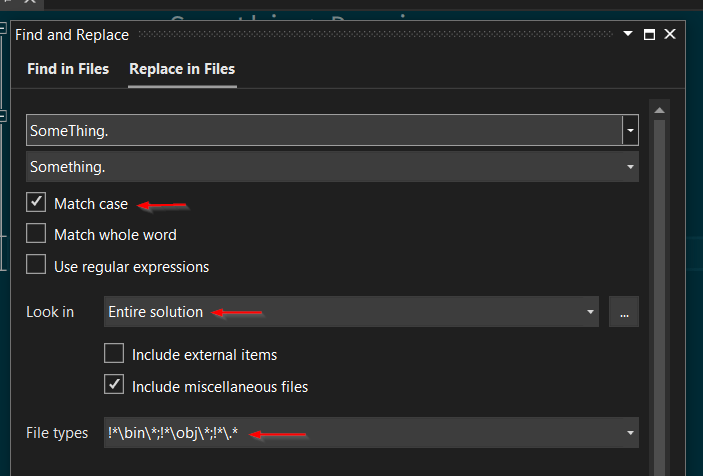 Find and Replace
Find in Files Replace in Files
SomeThing.
Something.
Match case
Match whole word
Use regular expressions
Look in Entire solution ...
Include external items
Include miscellaneous files
File types !*\bin\*;!*\obj\*;!*\.*